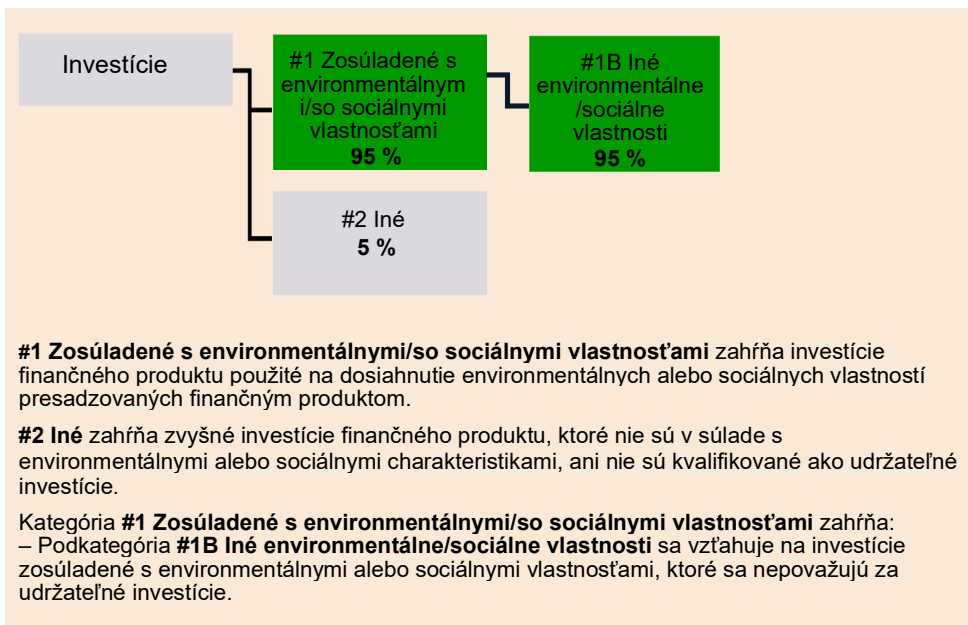 Investície
#1 Zosúladené s
environmentálnym
i/so sociálnymi
vlastnosťami
95 %
#1B Iné
environmentálne
/sociálne
vlastnosti
95 %
#2 Iné
5 %
#1 Zosúladené s environmentálnymi/so sociálnymi vlastnosťami zahŕňa investície
finančného produktu použité na dosiahnutie environmentálnych alebo sociálnych vlastností
presadzovaných finančným produktom.
#2 Iné zahŕňa zvyšné investície finančného produktu, ktoré nie sú v súlade s
environmentálnymi alebo sociálnymi charakteristikami, ani nie sú kvalifikované ako udržateľné
investície.
Kategória #1 Zosúladené s environmentálnymi/so sociálnymi vlastnosťami zahŕňa:
– Podkategória #1B Iné environmentálne/sociálne vlastnosti sa vzťahuje na investície
zosúladené s environmentálnymi alebo sociálnymi vlastnosťami, ktoré sa nepovažujú za
udržateľné investície.